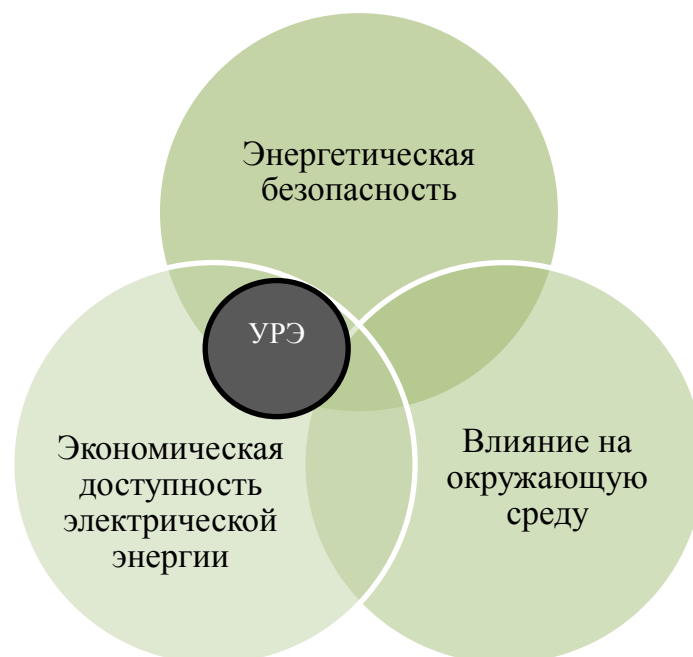 Энергетическая
безопасность
УРЭ
Экономическая
доступность
электрической
энергии
Влияние на
окружающую
среду